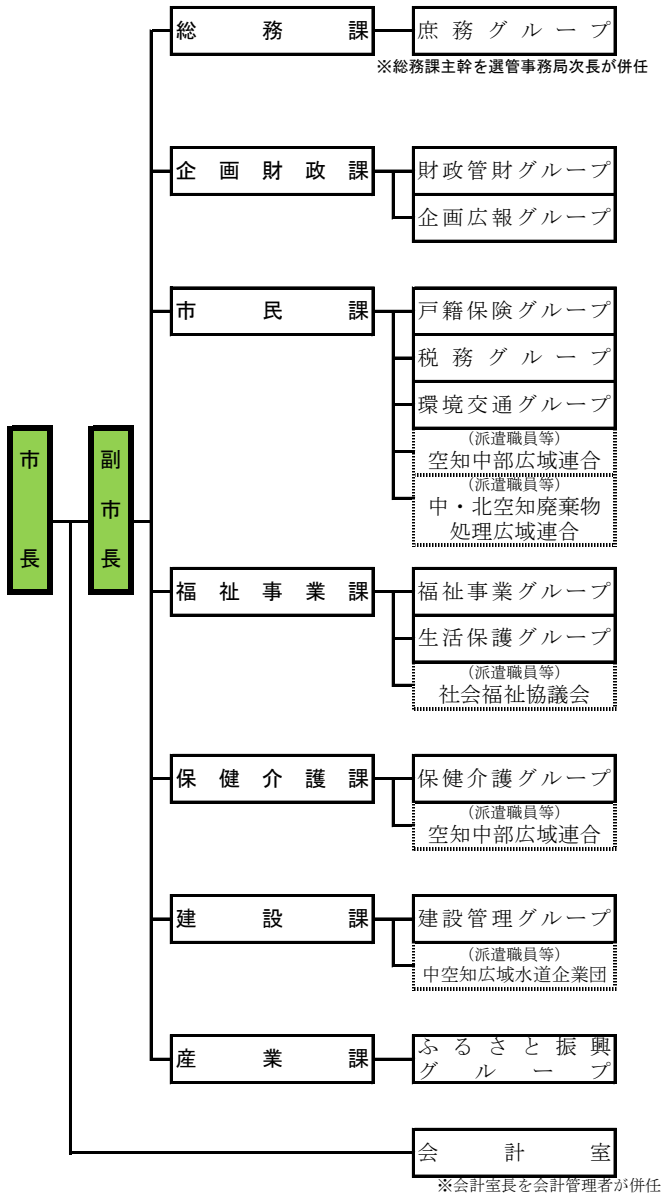 総務課
庶務グループ
※総務課主幹を選管事務局次長が併任
企画財政課
財政管財グループ
企画広報グループ
市民課
戸籍保険グループ
税務グループ
環境交通グループ
(派遣職員等)
空知中部広域連合
(派遣職員等)
中・北空知廃棄物
処理広域連合
市長
副市長
福祉事業課
福祉事業グループ
生活保護グループ
(派遣職員等)
社会福祉協議会
保健介護課
保健介護グループ
(派遣職員等)
空知中部広域連合
建設課
建設管理グループ
(派遣職員等)
中空知広域水道企業団
産業課
ふるさと振興
グループ
会計室
※会計室長を会計管理者が併任